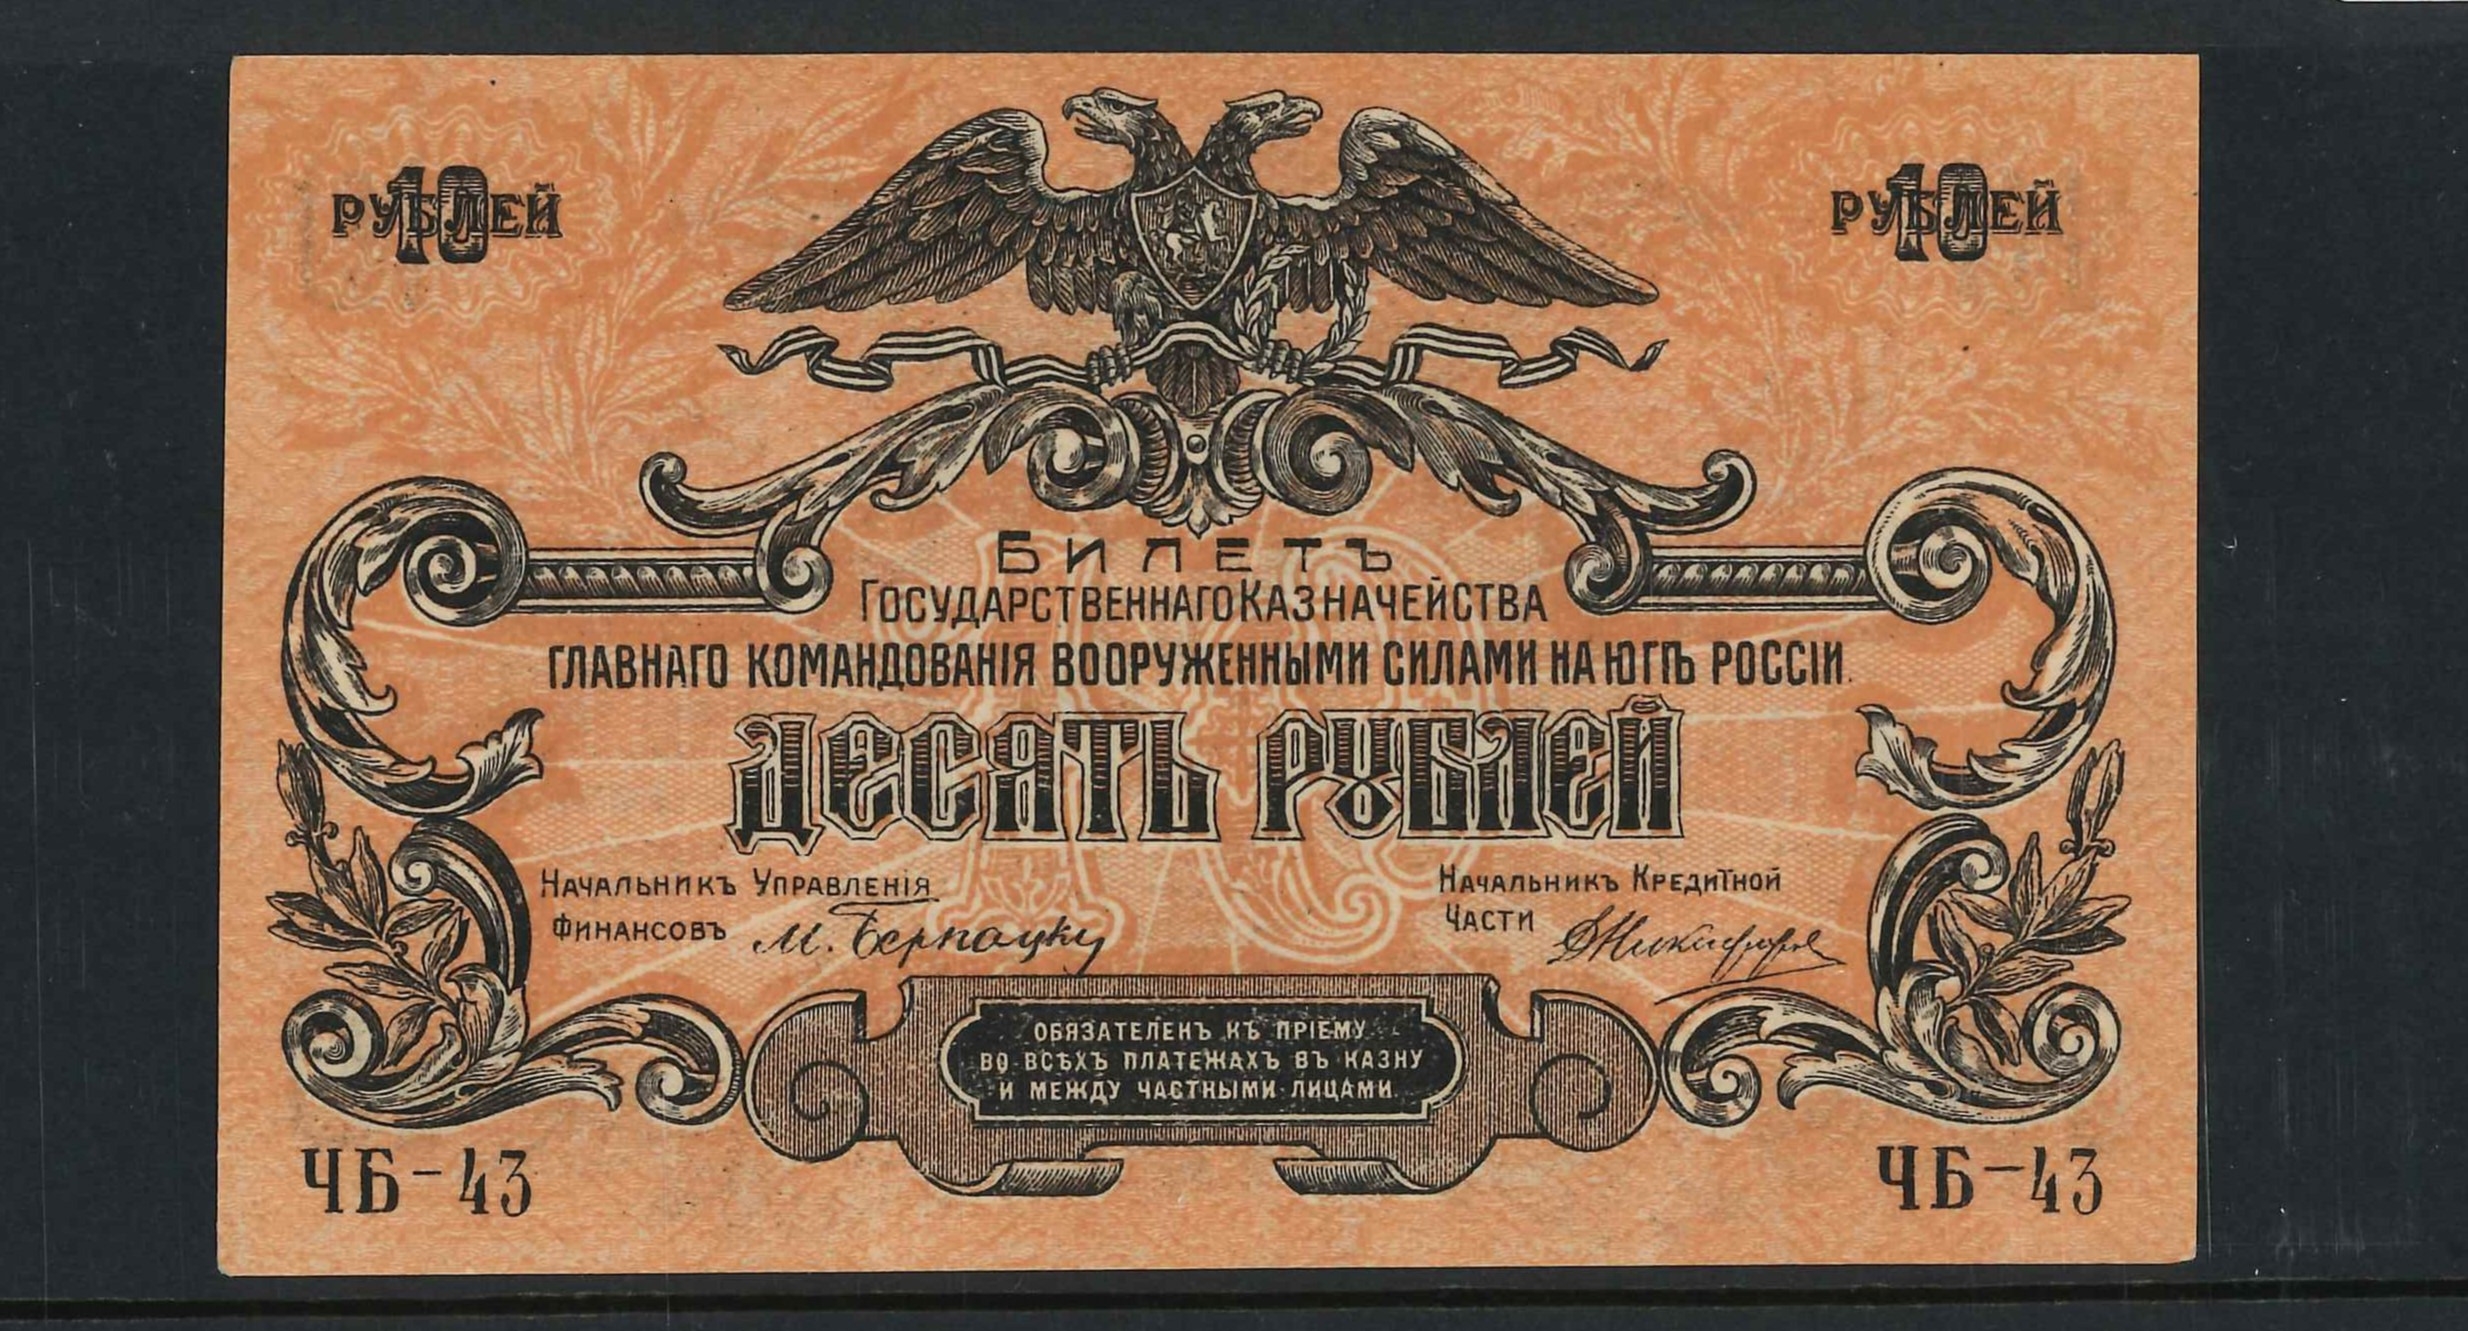 10 РУБЛЕЙ
10 РУБЛЕЙ
БИЛЕТЪ
ГОСУДАРСТВЕННАГО КАЗНАЧЕЙСТВА
ГЛАВНАГО КОМАНДОВАНІЯ ВООРУЖЕННЫМИ СИЛАМИ НА ЮГѢ РОССІИ.
ДЕСЯТЬ РУБЛЕЙ
НАЧАЛЬНИКЪ УПРАВЛЕНІЯ
ФИНАНСОВЪ М. Бернацкій
НАЧАЛЬНИКЪ КРЕДИТНОЙ
ЧАСТИ
ОБЯЗАТЕЛЕНЪ КЪ ПРІЕМУ
ВО ВСѢХЪ ПЛАТЕЖАХЪ ВЪ КАЗНУ
И МЕЖДУ ЧАСТНЫМИ ЛИЦАМИ.
ЧБ-43
ЧБ-43